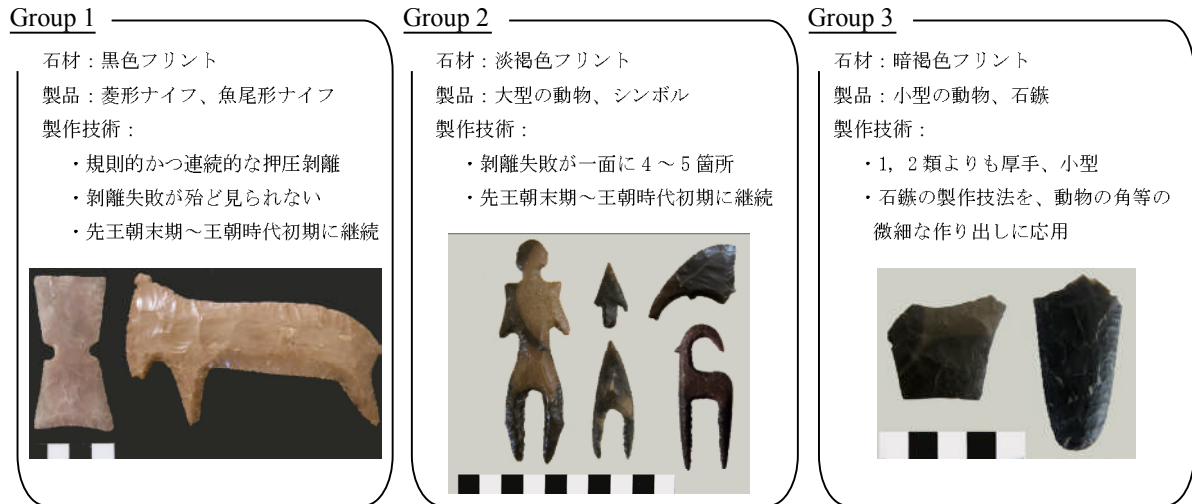 Group 1
石材：黒色フリント
製品：菱形ナイフ、魚尾形ナイフ
製作技術：
・規則的かつ連続的な押圧剥離
・剥離失敗が殆ど見られない
・先王朝末期～王朝時代初期に継続
Group 2
石材：淡褐色フリント
製品：大型の動物、シンボル
製作技術：
・剥離失敗が一面に 4 ～ 5 箇所
・先王朝末期～王朝時代初期に継続
Group 3
石材：暗褐色フリント
製品：小型の動物、石鏃
製作技術：
・1, 2 類よりも厚手、小型
・石鏃の製作技法を、動物の角等の
微細な作り出しに応用